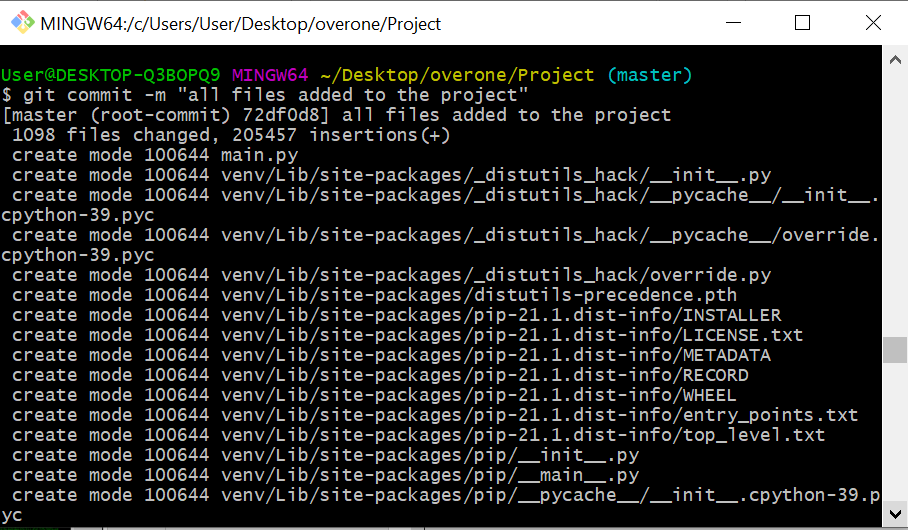 MINGW64:/c/Users/User/Desktop/overone/Project
User@DESKTOP-Q3BOPQ9 MINGW64 ~/Desktop/overone/Project (master)
$ git commit -m "all files added to the project"
[master (root-commit) 72df0d8] all files added to the project
 1098 files changed, 205457 insertions(+)
 create mode 100644 main.py
 create mode 100644 venv/Lib/site-packages/_distutils_hack/__init__.py
 create mode 100644 venv/Lib/site-packages/_distutils_hack/__pycache__/__init__.
cpython-39.pyc
 create mode 100644 venv/Lib/site-packages/_distutils_hack/__pycache__/override.
cpython-39.pyc
 create mode 100644 venv/Lib/site-packages/_distutils_hack/override.py
 create mode 100644 venv/Lib/site-packages/distutils-precedence.pth
 create mode 100644 venv/Lib/site-packages/pip-21.1.dist-info/INSTALLER
 create mode 100644 venv/Lib/site-packages/pip-21.1.dist-info/LICENSE.txt
 create mode 100644 venv/Lib/site-packages/pip-21.1.dist-info/METADATA
 create mode 100644 venv/Lib/site-packages/pip-21.1.dist-info/RECORD
 create mode 100644 venv/Lib/site-packages/pip-21.1.dist-info/WHEEL
 create mode 100644 venv/Lib/site-packages/pip-21.1.dist-info/entry_points.txt
 create mode 100644 venv/Lib/site-packages/pip-21.1.dist-info/top_level.txt
 create mode 100644 venv/Lib/site-packages/pip/__init__.py
 create mode 100644 venv/Lib/site-packages/pip/__main__.py
 create mode 100644 venv/Lib/site-packages/pip/__pycache__/__init__.cpython-39.p
yc